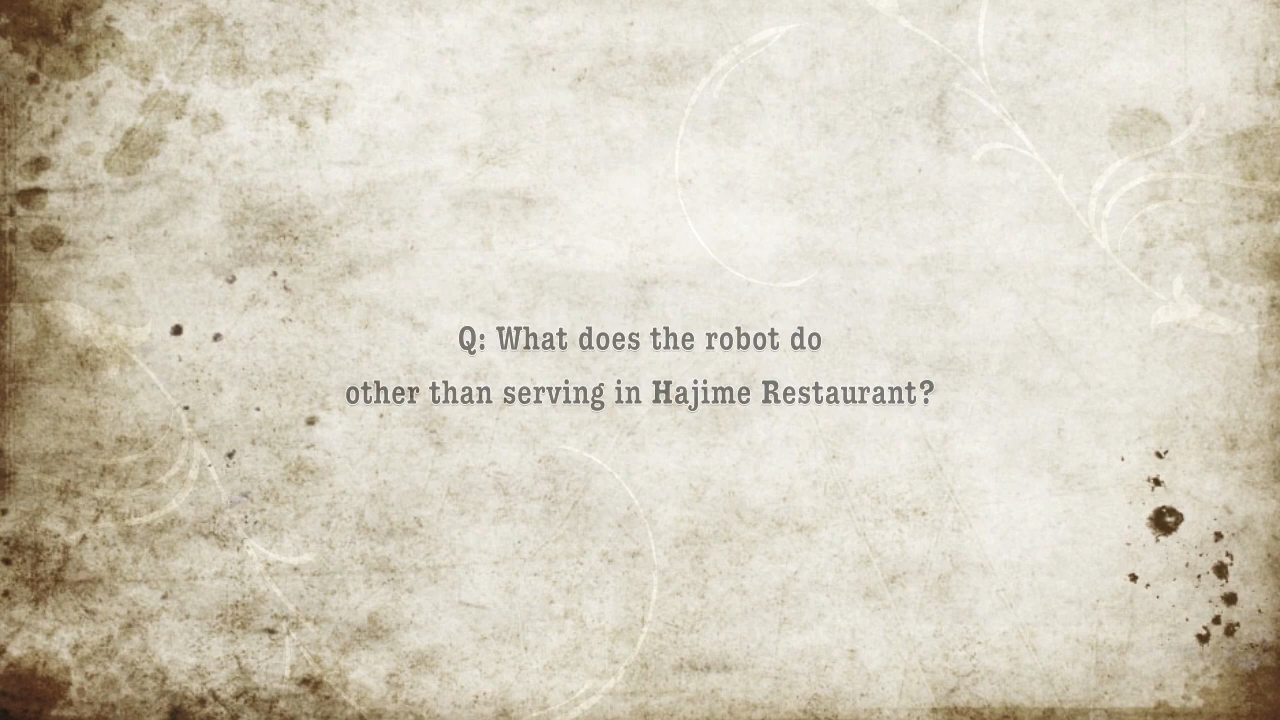 Q: What does the robot do
other than serving in Hajime Restaurant?